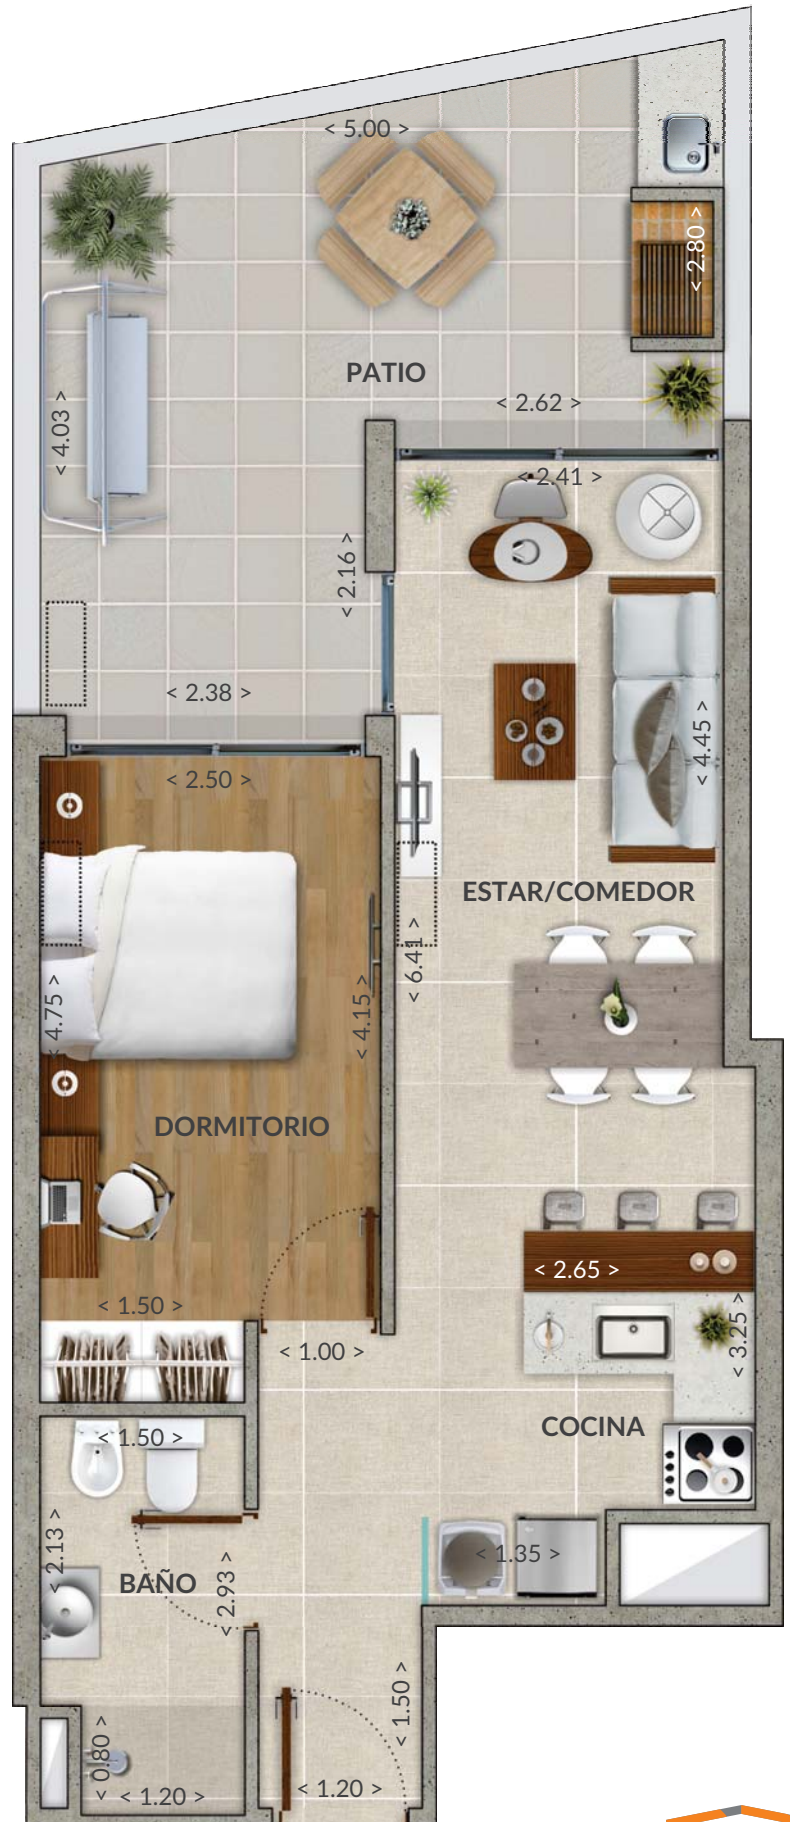 < 5.00 >
< 2.80 >
PATIO
< 4.03 >
< 2.62 >
< 2.41 >
< 2.16 >
< 2.38 >
< 2.50 >
< 4.45 >
ESTAR/COMEDOR
< 6.41 >
< 4.75 >
< 4.15 >
DORMITORIO
< 2.65 >
< 1.50 >
< 1.00 >
< 3.25 >
COCINA
< 1.50 >
< 2.13 >
BAÑO
< 2.93 >
< 1.35 >
< 1.50 >
< 0.80 >
< 1.20 >
< 1.20 >